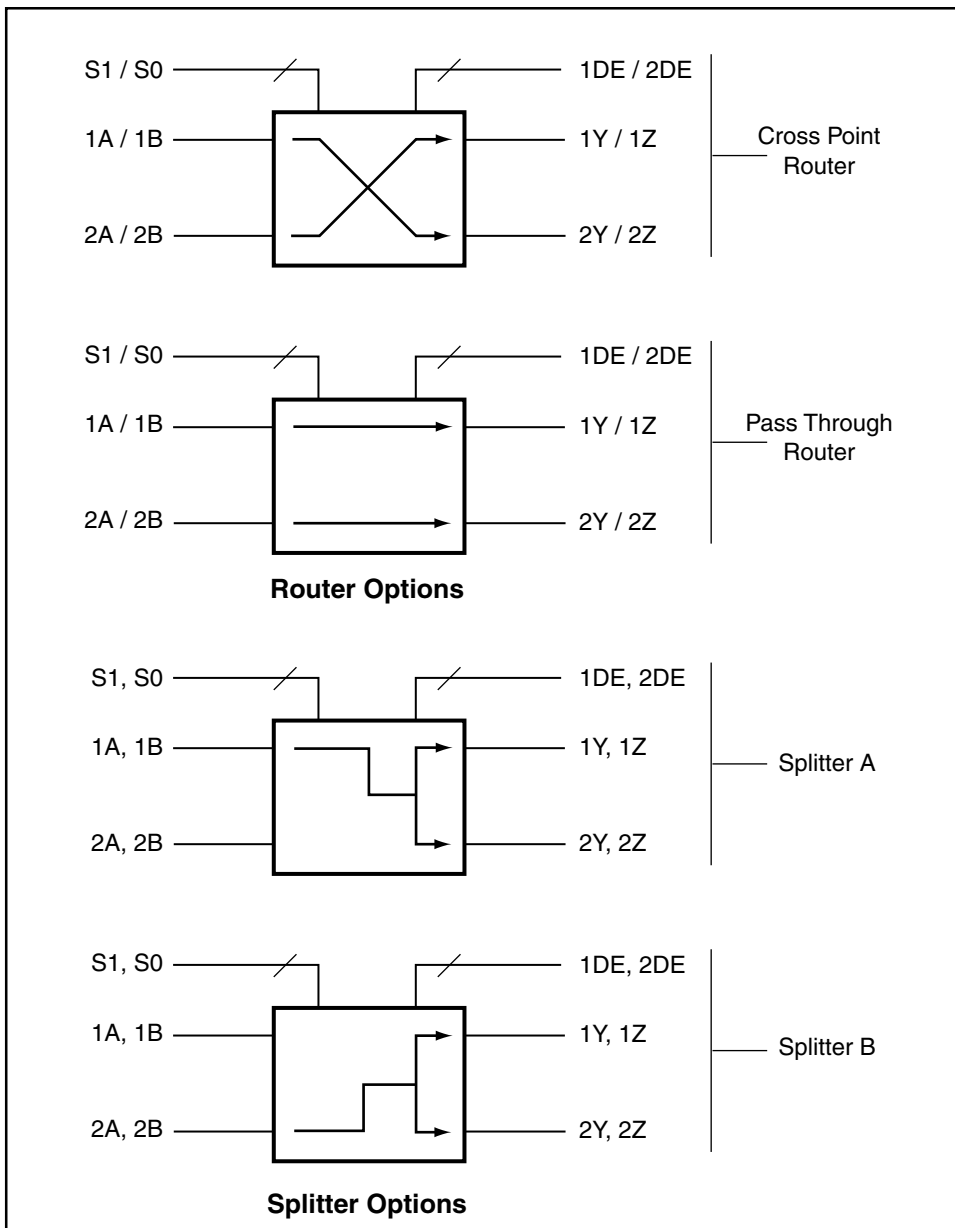 S1 / S0
1DE / 2DE
1A / 1B
1Y / 1Z
Cross Point
Router
2A / 2B
2Y / 2Z
S1 / S0
1DE / 2DE
1A / 1B
1Y / 1Z
Pass Through
Router
2A / 2B
2Y / 2Z
Router Options
S1, S0
1DE, 2DE
1A, 1B
1Y, 1Z
Splitter A
2A, 2B
2Y, 2Z
S1, S0
1DE, 2DE
1A, 1B
1Y, 1Z
Splitter B
2A, 2B
2Y, 2Z
Splitter Options